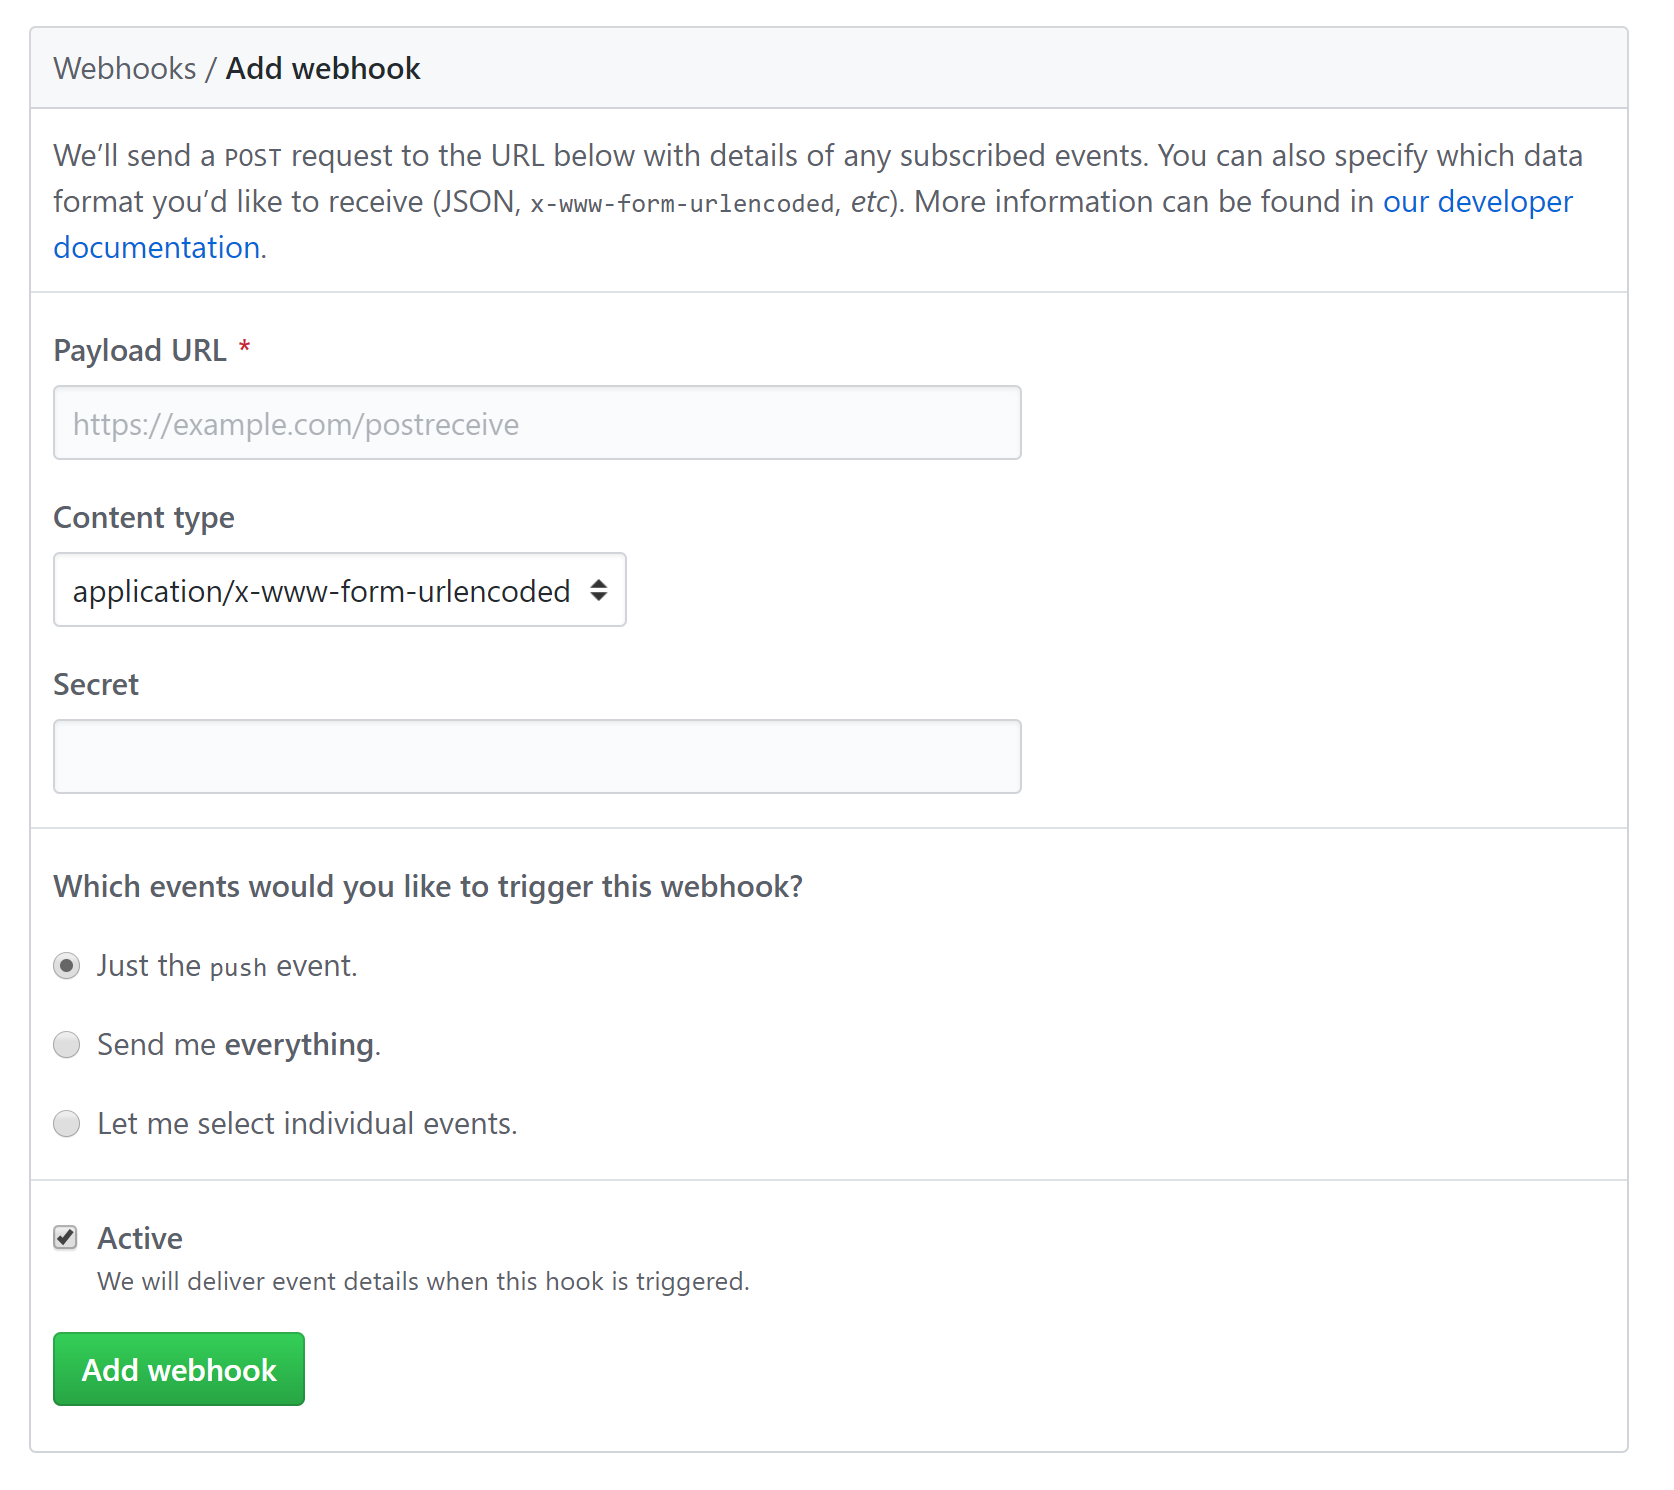 Webhooks / Add webhook
We’ll send a POST request to the URL below with details of any subscribed events. You can also specify which data
format you’d like to receive (JSON, x-www-form-urlencoded, etc). More information can be found in our developer
documentation.
Payload URL *
https://example.com/postreceive
Content type
application/x-www-form-urlencoded
Secret
Which events would you like to trigger this webhook?
Just the push event.
Send me everything.
Let me select individual events.
Active
We will deliver event details when this hook is triggered.
Add webhook